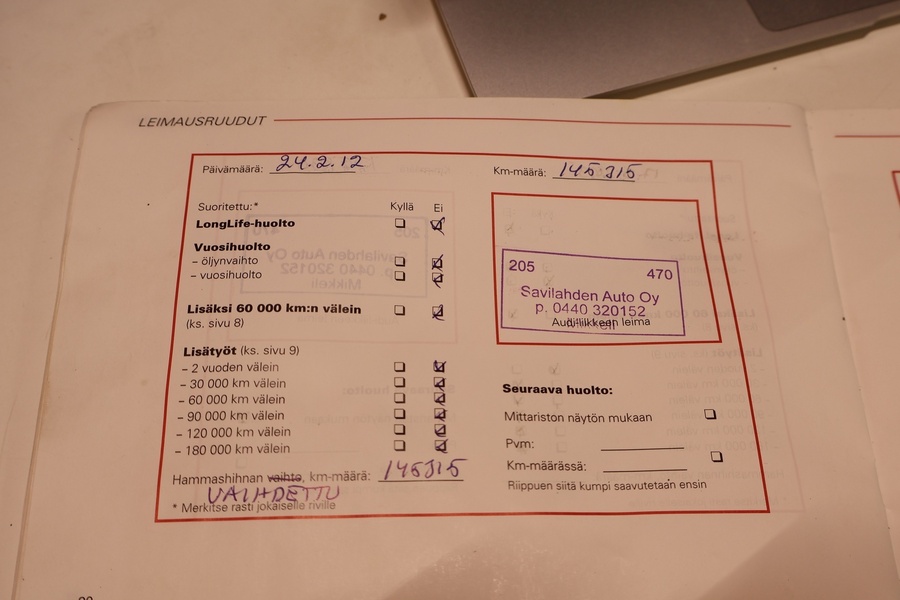 LEIMAUSRUUDUT
Päivämäärä: 24.2.12
Km-määrä: 145315
Suoritettu:* Kyllä Ei
LongLife-huolto
Vuosihuolto
– öljynvaihto
– vuosihuolto
Lisäksi 60 000 km:n välein
(ks. sivu 8)
Lisätyöt (ks. sivu 9)
– 2 vuoden välein
– 30 000 km välein
– 60 000 km välein
– 90 000 km välein
– 120 000 km välein
– 180 000 km välein
Hammashihnan vaihto, km-määrä: 145315
VAIHDETTU
* Merkitse rasti jokaiselle riville
205 470
Savilahden Auto Oy
p. 0440 320152
Mikkeli
Audi-liikkeen leima
Seuraava huolto:
Mittariston näytön mukaan
Pvm:
Km-määrässä:
Riippuen siitä kumpi saavutetaan ensin